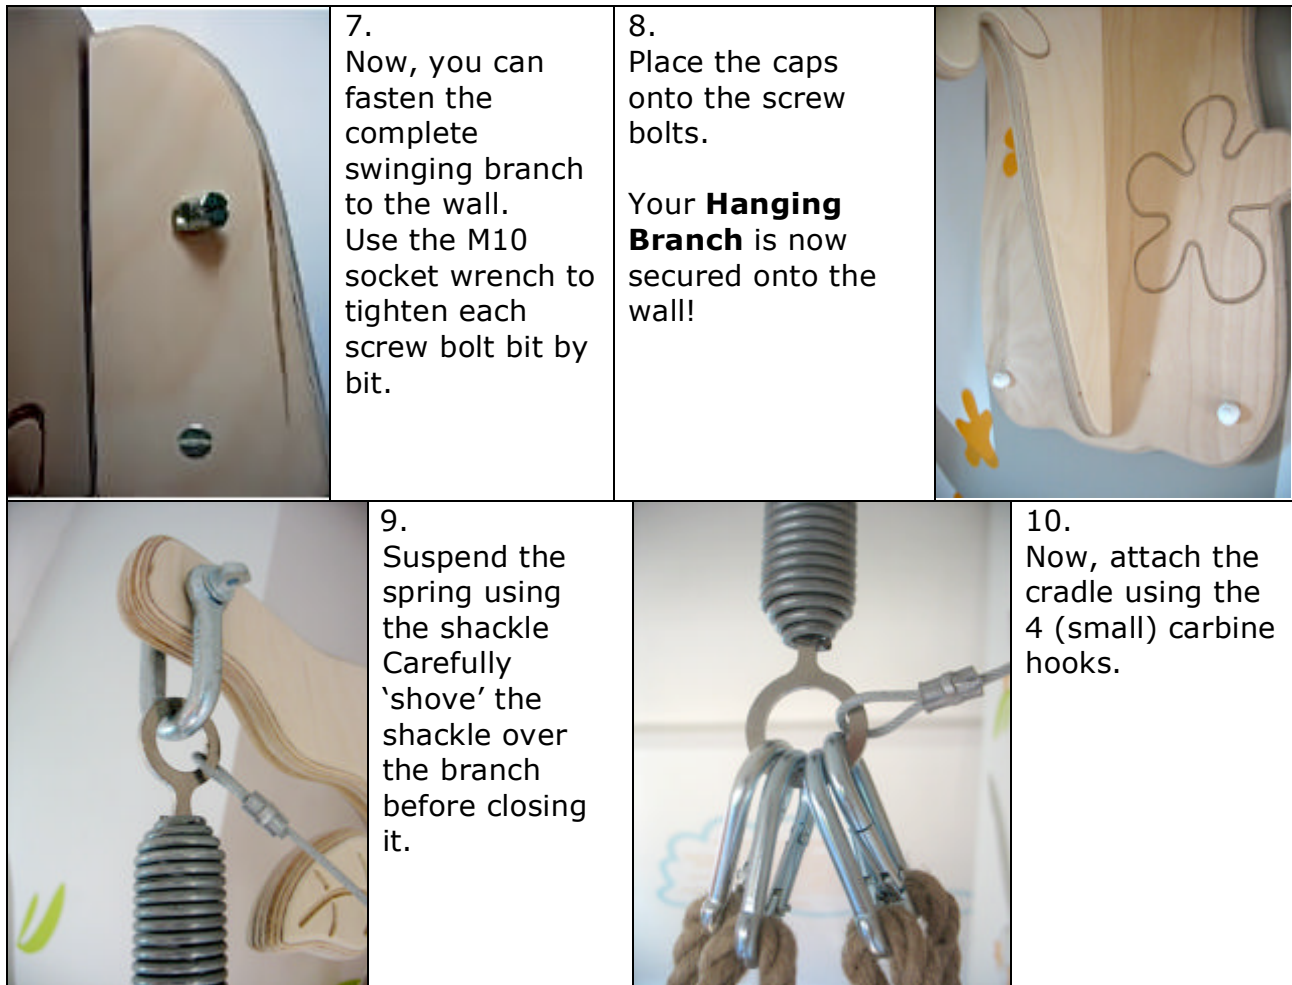 7.
Now, you can
fasten the
complete
swinging branch
to the wall.
Use the M10
socket wrench to
tighten each
screw bolt bit by
bit.
8.
Place the caps
onto the screw
bolts.
Your Hanging
Branch is now
secured onto the
wall!
9.
Suspend the
spring using
the shackle
Carefully
‘shove’ the
shackle over
the branch
before closing
it.
10.
Now, attach the
cradle using the
4 (small) carbine
hooks.